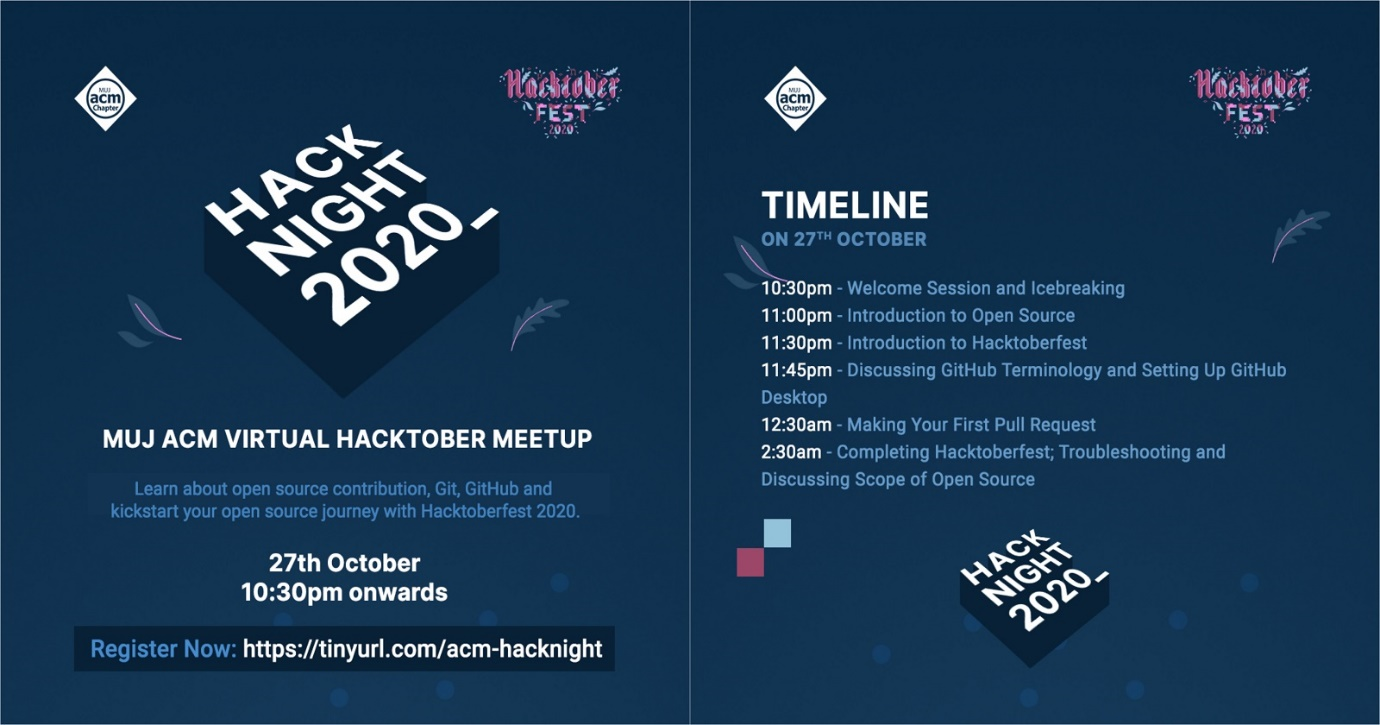 MUJ
acm
Chapter
Hacktober
FEST
2020
HACK
NIGHT
2020_
MUJ ACM VIRTUAL HACKTOBER MEETUP
Learn about open source contribution, Git, GitHub and
kickstart your open source journey with Hacktoberfest 2020.
27th October
10:30pm onwards
Register Now: https://tinyurl.com/acm-hacknight
MUJ
acm
Chapter
Hacktober
FEST
2020
TIMELINE
ON 27TH OCTOBER
10:30pm - Welcome Session and Icebreaking
11:00pm - Introduction to Open Source
11:30pm - Introduction to Hacktoberfest
11:45pm - Discussing GitHub Terminology and Setting Up GitHub
Desktop
12:30am - Making Your First Pull Request
2:30am - Completing Hacktoberfest; Troubleshooting and
Discussing Scope of Open Source
HACK
NIGHT
2020_